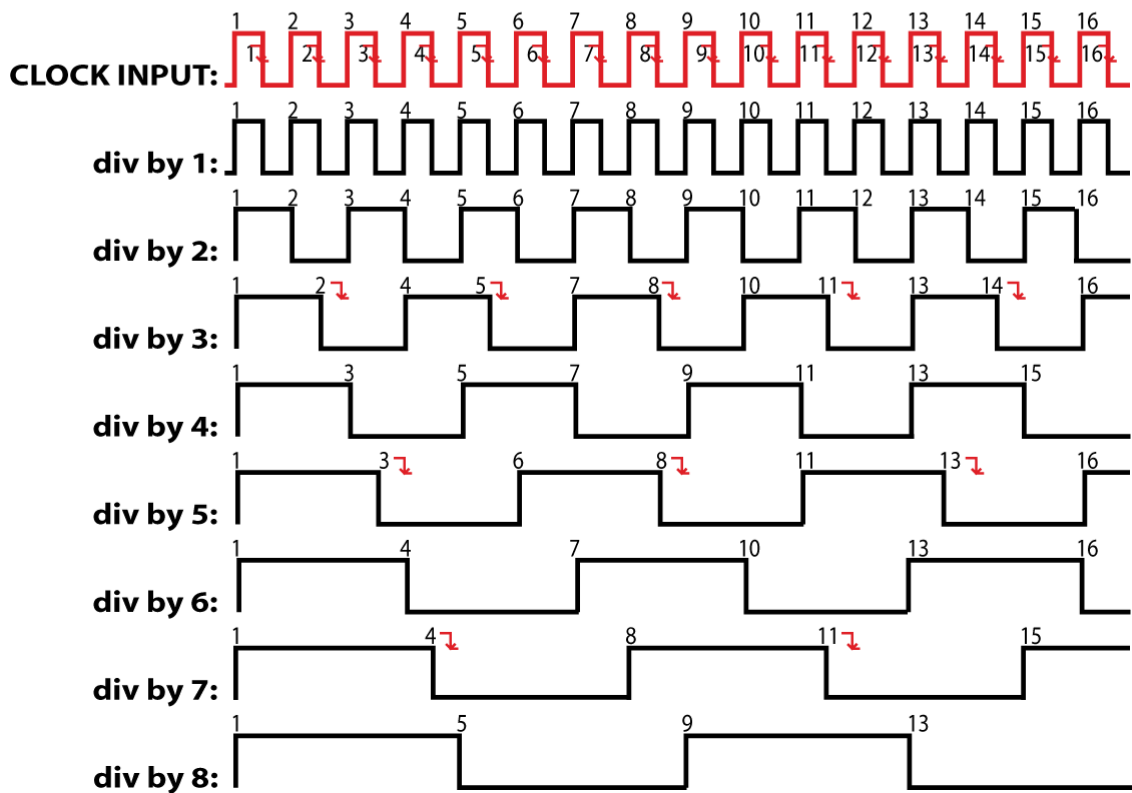 1 2 3 4 5 6 7 8 9 10 11 12 13 14 15 16
CLOCK INPUT: 1 2 3 4 5 6 7 8 9 10 11 12 13 14 15 16
1 2 3 4 5 6 7 8 9 10 11 12 13 14 15 16
div by 1:
1 2 3 4 5 6 7 8 9 10 11 12 13 14 15 16
div by 2:
1 2 4 5 7 8 10 11 13 14 16
div by 3:
1 3 5 7 9 11 13 15
div by 4:
1 3 6 8 11 13 16
div by 5:
1 4 7 10 13 16
div by 6:
1 4 8 11 15
div by 7:
1 5 9 13
div by 8: